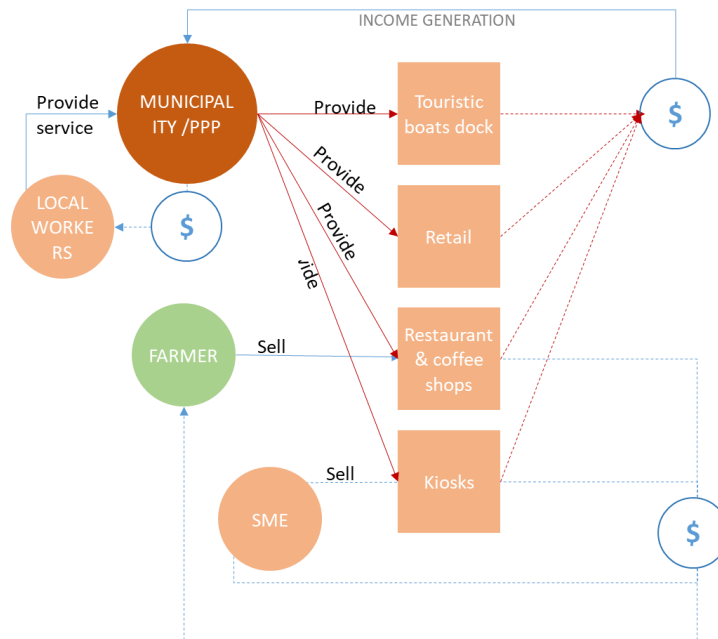 INCOME GENERATION
MUNICIPAL
ITY /PPP
Provide
service
LOCAL
WORKE
RS
$
Provide
Provide
Provide
vide
Touristic
boats dock
$
Retail
FARMER
Sell
Restaurant
& coffee
shops
SME
Sell
Kiosks
$